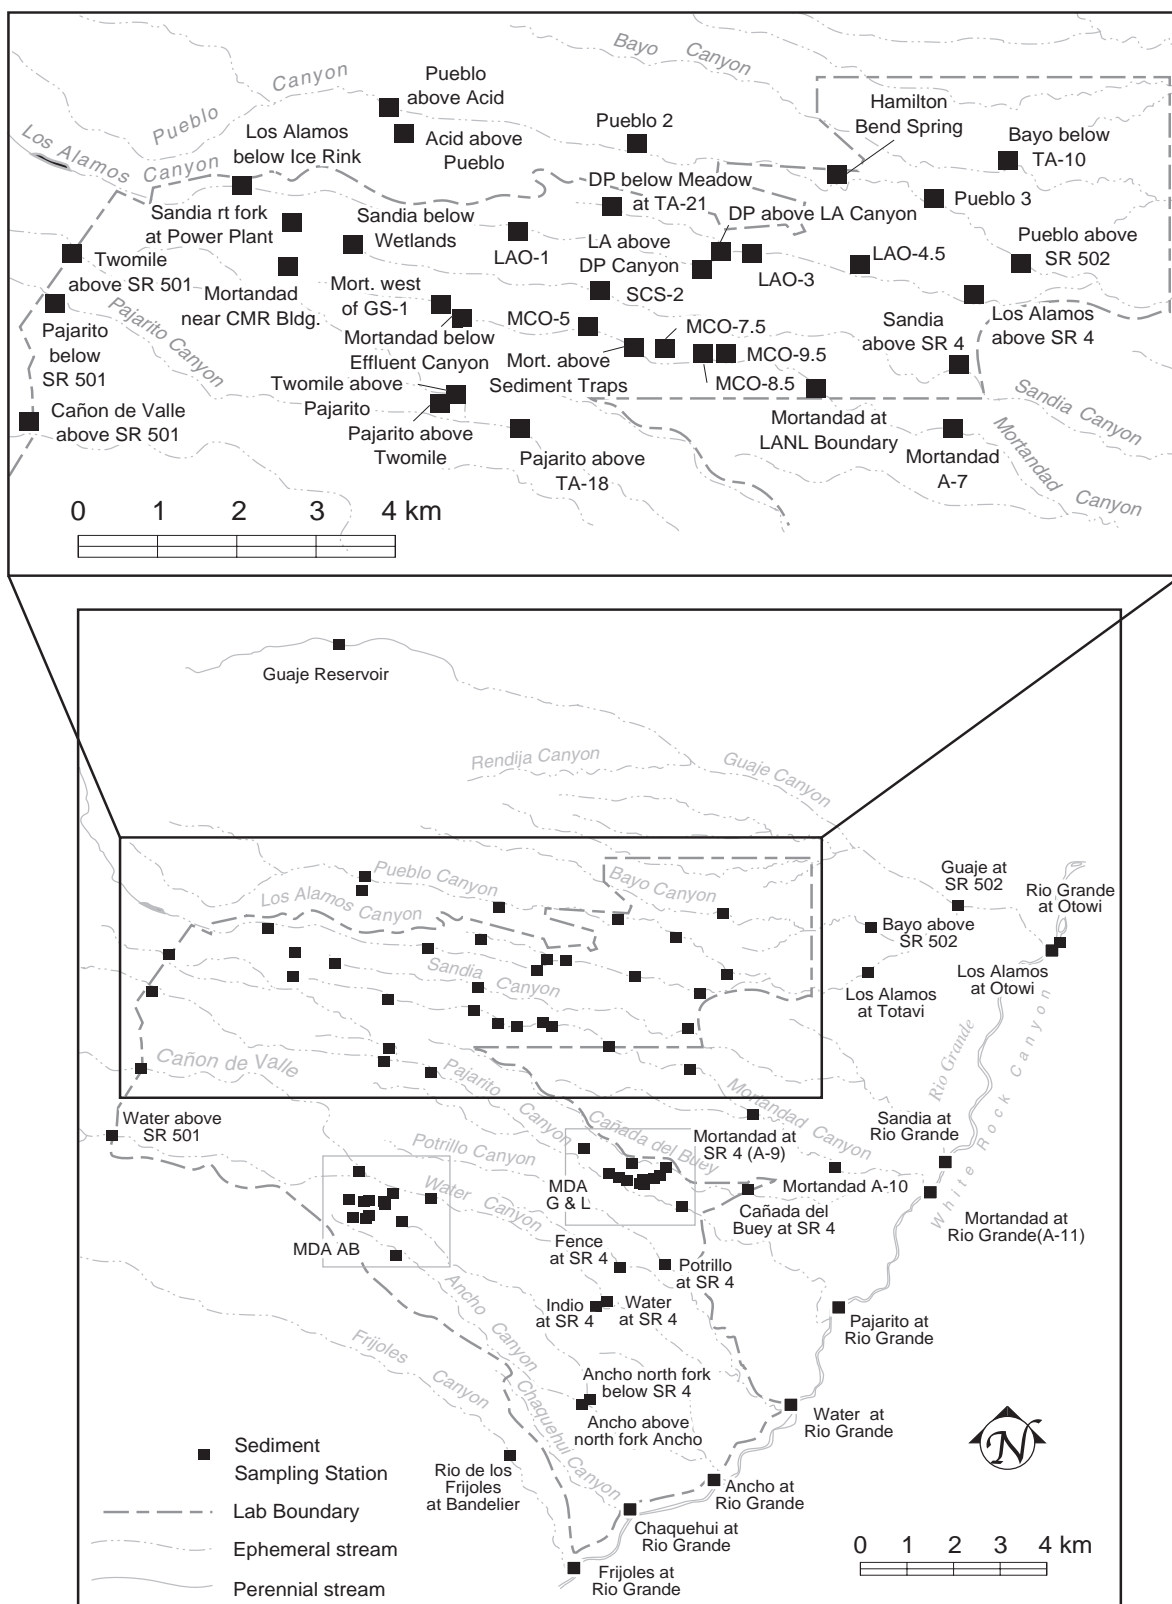 Bayo Canyon
Pueblo Canyon
Los Alamos Canyon
Pueblo
above Acid
Acid above
Pueblo
Los Alamos
below Ice Rink
Pueblo 2
Hamilton
Bend Spring
Bayo below
TA-10
DP below Meadow
at TA-21
Sandia rt fork
at Power Plant
Sandia below
Wetlands
LAO-1
DP above LA Canyon
Pueblo 3
LA above
DP Canyon
LAO-3
LAO-4.5
Pueblo above
SR 502
Twomile
above SR 501
Mortandad
near CMR Bldg.
Mort. west
of GS-1
SCS-2
Pajarito
below
SR 501
Pajarito Canyon
Mortandad below
Effluent Canyon
MCO-5
MCO-7.5
Mort. above
Sediment Traps
MCO-9.5
MCO-8.5
Sandia
above SR 4
Los Alamos
above SR 4
Twomile above
Pajarito
Cañon de Valle
above SR 501
Pajarito above
Twomile
Pajarito above
TA-18
Mortandad at
LANL Boundary
Mortandad
A-7
Sandia Canyon
Mortandad Canyon
0 1 2 3 4 km
Guaje Reservoir
Rendija Canyon
Guaje Canyon
Pueblo Canyon
Bayo Canyon
Los Alamos Canyon
Sandia Canyon
Guaje at
SR 502
Rio Grande
at Otowi
Bayo above
SR 502
Los Alamos
at Otowi
Los Alamos
at Totavi
Rio Grande
White Rock Canyon
Cañon de Valle
Pajarito Canyon
Mortandad Canyon
Cañada del Buey
Water above
SR 501
Potrillo Canyon
Water Canyon
Mortandad at
SR 4 (A-9)
Sandia at
Rio Grande
Mortandad A-10
MDA
G & L
Cañada del
Buey at SR 4
Mortandad at
Rio Grande(A-11)
MDA AB
Fence
at SR 4
Potrillo
at SR 4
Indio
at SR 4
Water
at SR 4
Pajarito at
Rio Grande
Ancho Canyon
Frijoles Canyon
Chaquehui Canyon
Ancho north fork
below SR 4
Ancho above
north fork Ancho
Water at
Rio Grande
N
Rio de los
Frijoles
at Bandelier
Ancho at
Rio Grande
Chaquehui at
Rio Grande
Frijoles at
Rio Grande
Sediment
Sampling Station
Lab Boundary
Ephemeral stream
Perennial stream
0 1 2 3 4 km